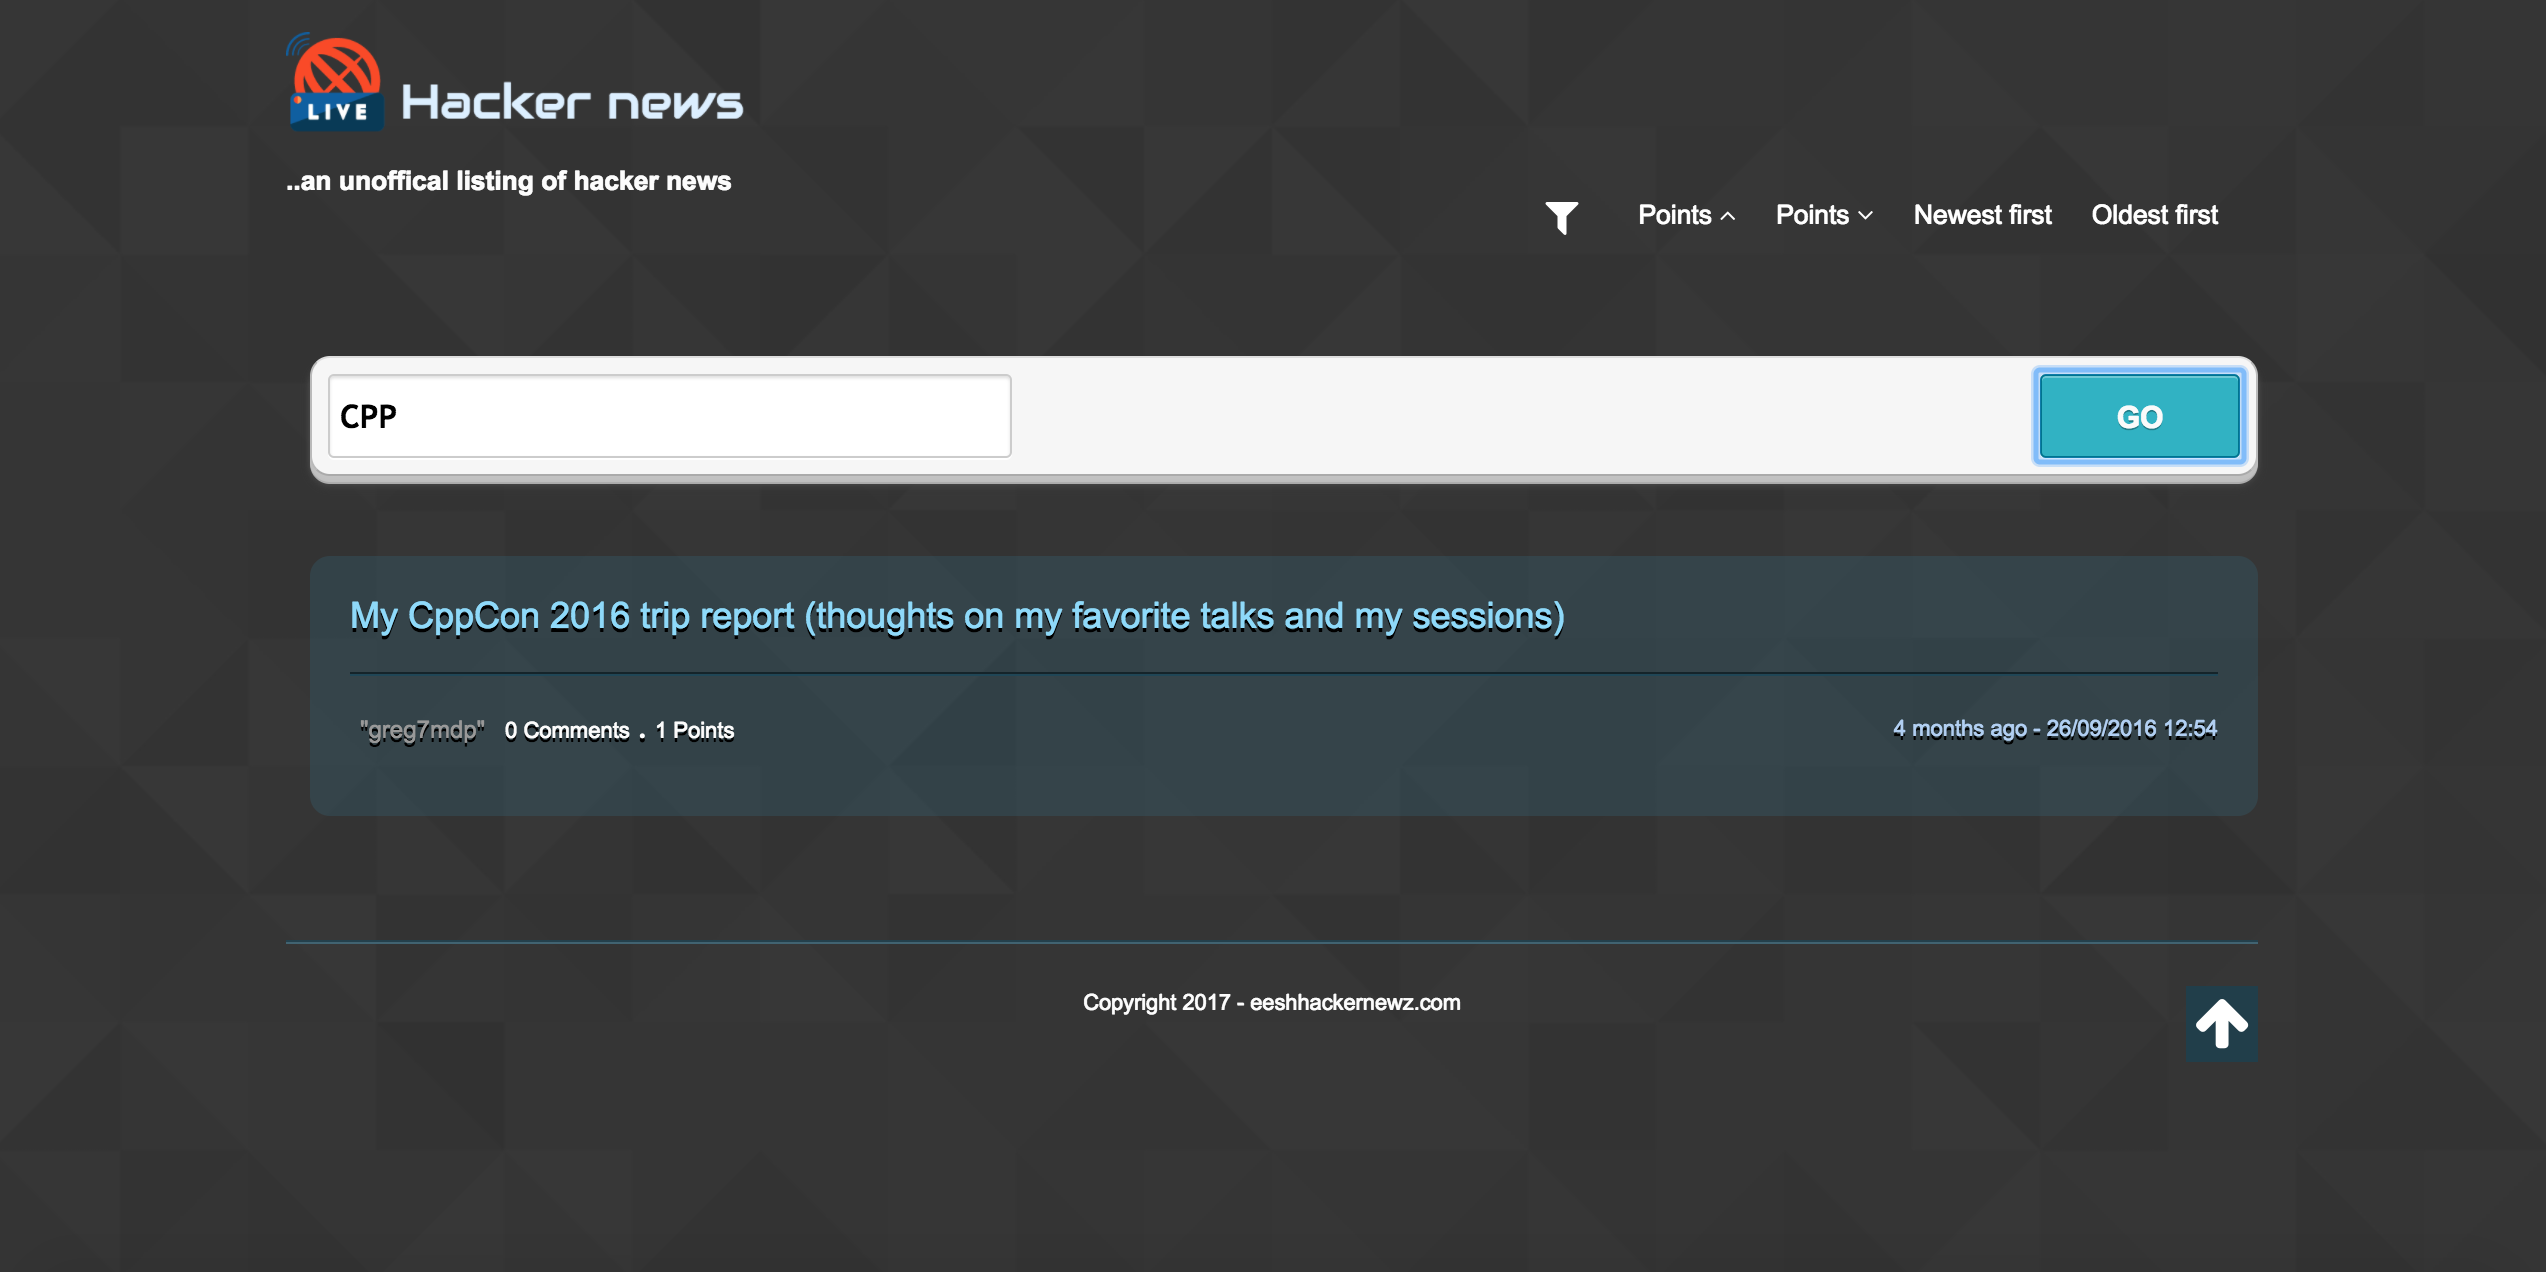 LIVE Hacker news
..an unoffical listing of hacker news
Points Points Newest first Oldest first
CPP GO
My CppCon 2016 trip report (thoughts on my favorite talks and my sessions)
"greg7mdp" 0 Comments . 1 Points 4 months ago - 26/09/2016 12:54
Copyright 2017 - eeshhackernewz.com